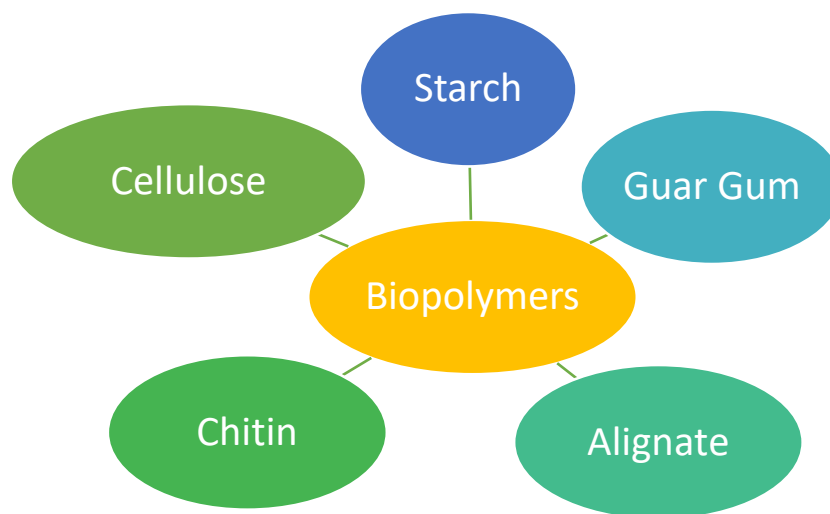 Starch
Cellulose
Guar Gum
Biopolymers
Chitin
Alignate